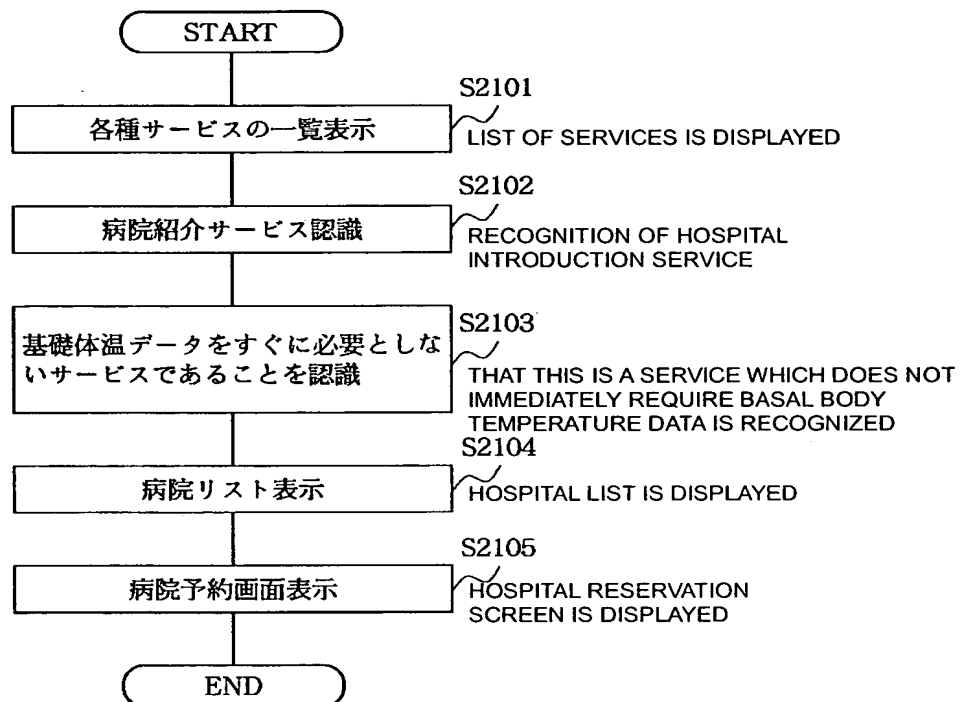 START
S2101
各種サービスの一覧表示
LIST OF SERVICES IS DISPLAYED
S2102
病院紹介サービス認識
RECOGNITION OF HOSPITAL
INTRODUCTION SERVICE
S2103
基礎体温データをすぐに必要としな
いサービスであることを認識
THAT THIS IS A SERVICE WHICH DOES NOT
IMMEDIATELY REQUIRE BASAL BODY
TEMPERATURE DATA IS RECOGNIZED
S2104
病院リスト表示
HOSPITAL LIST IS DISPLAYED
S2105
病院予約画面表示
HOSPITAL RESERVATION
SCREEN IS DISPLAYED
END